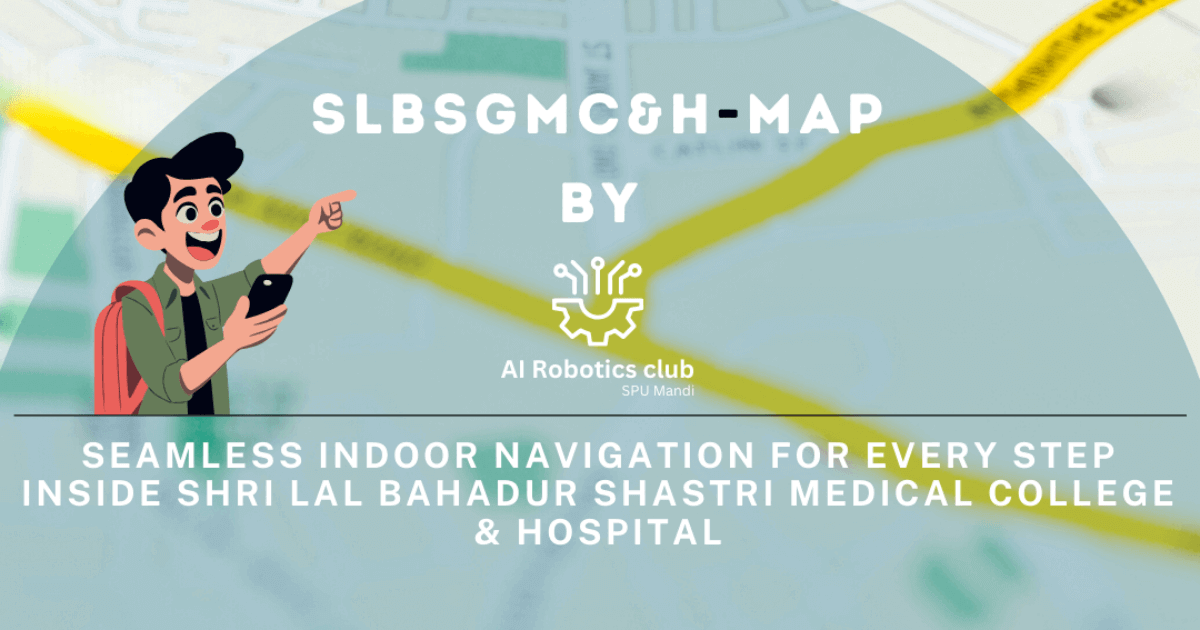 SLBSGMC&H-MAP
BY
AI Robotics club
SPU Mandi
SEAMLESS INDOOR NAVIGATION FOR EVERY STEP
INSIDE SHRI LAL BAHADUR SHASTRI MEDICAL COLLEGE
& HOSPITAL